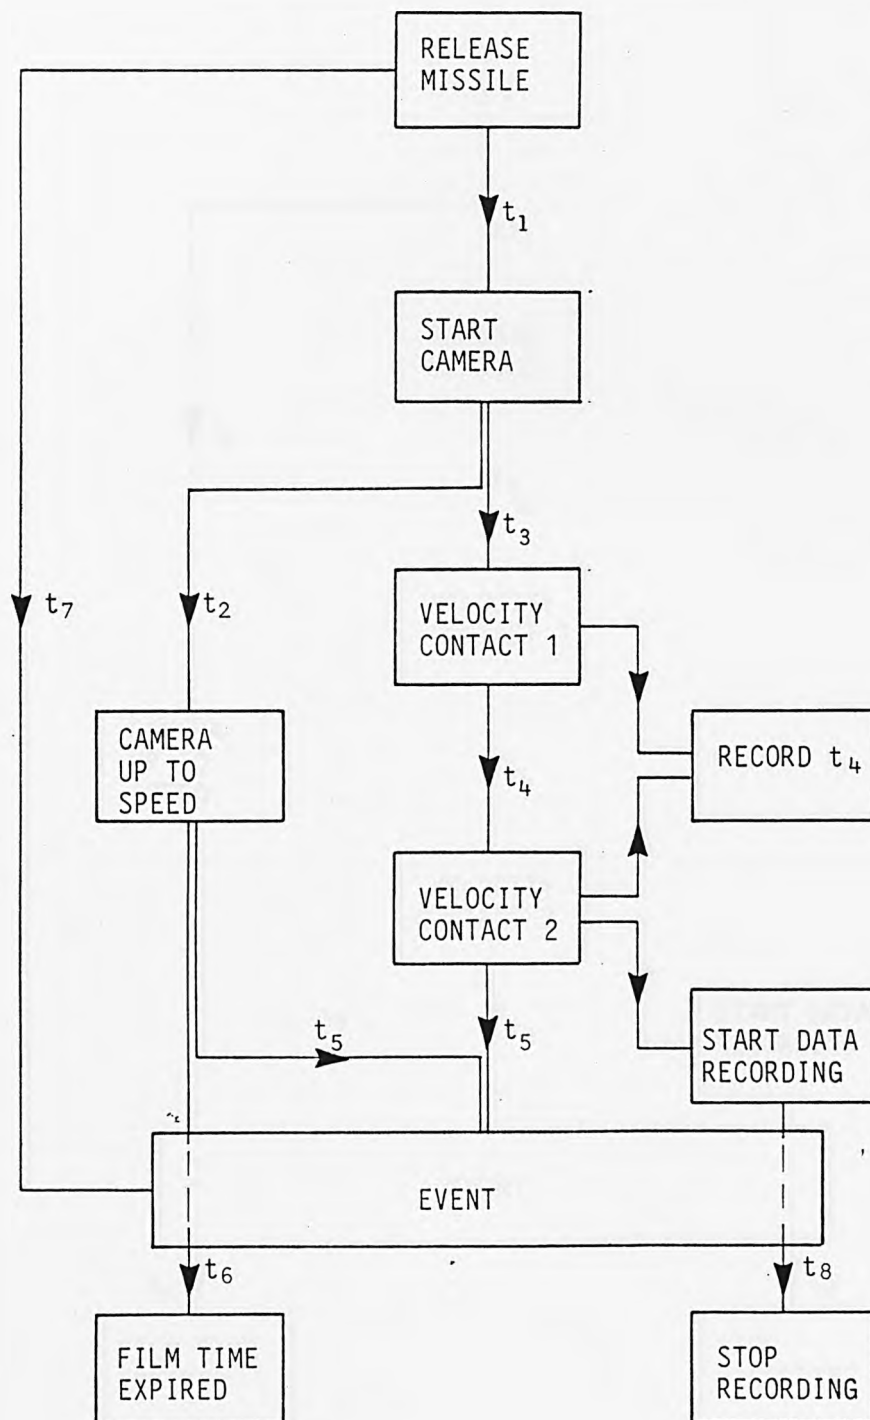 RELEASE
MISSILE
t₁
START
CAMERA
t₃
t₇
t₂
VELOCITY
CONTACT 1
CAMERA
UP TO
SPEED
t₄
RECORD t₄
VELOCITY
CONTACT 2
t₅
t₅
START DATA
RECORDING
EVENT
t₆
t₈
FILM TIME
EXPIRED
STOP
RECORDING